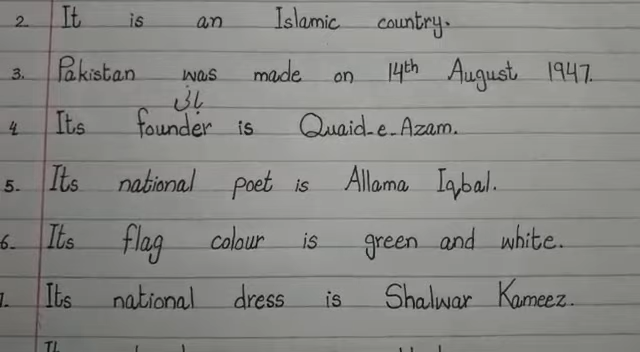 2. It is an Islamic country.
3. Pakistan was made on 14th August 1947.
بانی
4 Its founder is Quaid-e-Azam.
5. Its national poet is Allama Iqbal.
6. Its flag colour is green and white.
7. Its national dress is Shalwar Kameez.